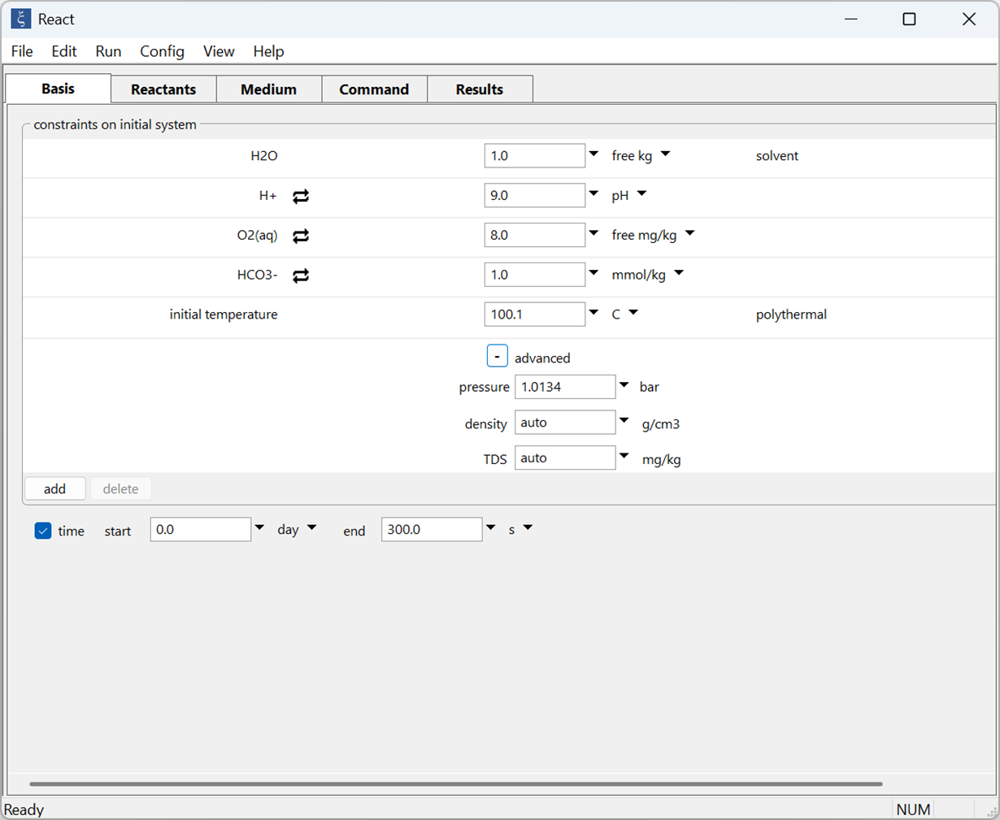 React
File Edit Run Config View Help
Basis Reactants Medium Command Results
constraints on initial system
H2O 1.0 free kg solvent
H+ 9.0 pH
O2(aq) 8.0 free mg/kg
HCO3- 1.0 mmol/kg
initial temperature 100.1 C polythermal
- advanced
pressure 1.0134 bar
density auto g/cm3
TDS auto mg/kg
add delete
time start 0.0 day end 300.0 s
Ready NUM